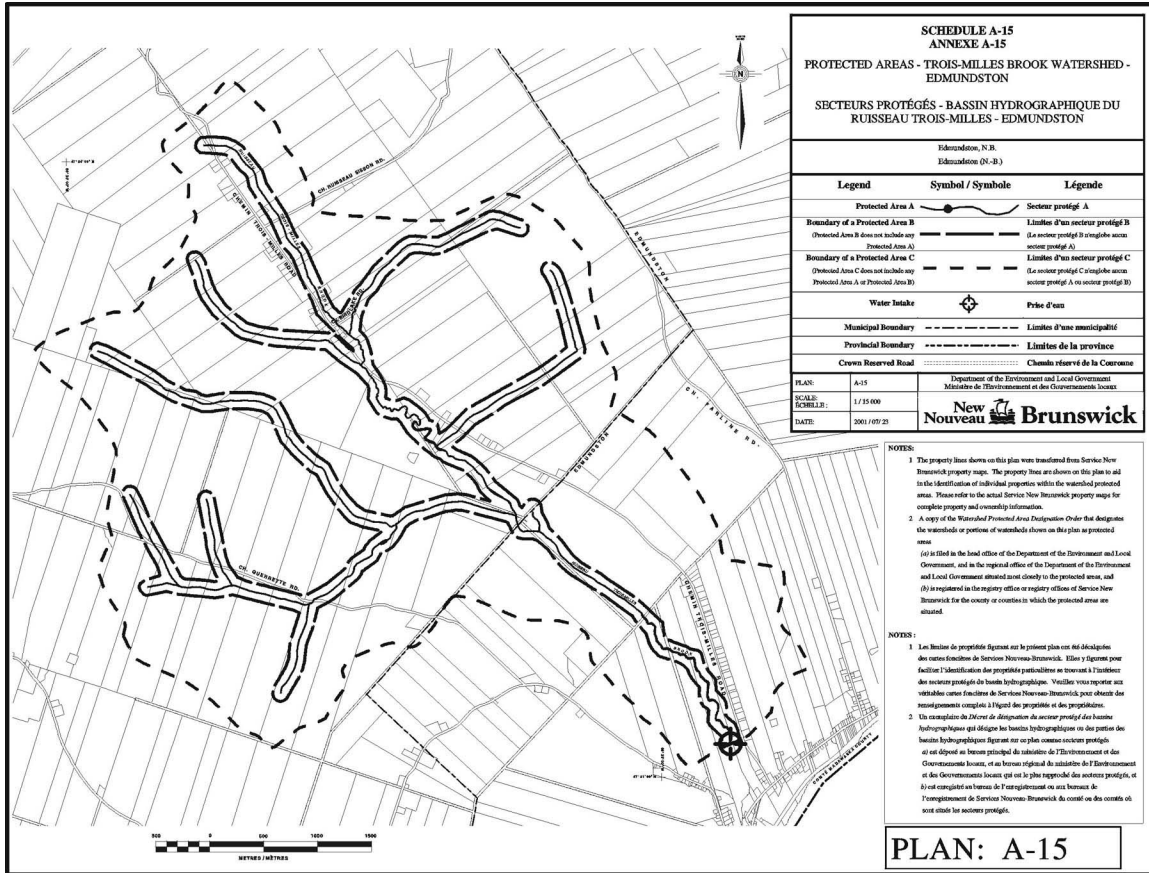 SCHEDULE A-15
ANNEXE A-15
PROTECTED AREAS - TROIS-MILLES BROOK WATERSHED -
EDMUNDSTON
SECTEURS PROTÉGÉS - BASSIN HYDROGRAPHIQUE DU
RUISSEAU TROIS-MILLES - EDMUNDSTON
Edmundston, N.B.
Edmundston (N.-B.)
Legend Symbol / Symbole Légende
Protected Area A Secteur protégé A
Boundary of a Protected Area B Limites d'un secteur protégé B
(Protected Area B does not include any (Le secteur protégé B n'englobe aucun
Protected Area A) secteur protégé A)
Boundary of a Protected Area C Limites d'un secteur protégé C
(Protected Area C does not include any (Le secteur protégé C n'englobe aucun
Protected Area A or Protected Area B) secteur protégé A ou secteur protégé B)
Water Intake Prise d'eau
Municipal Boundary Limites d'une municipalité
Provincial Boundary Limites de la province
Crown Reserved Road Chemin réservé de la Couronne
PLAN: A-15 Department of the Environment and Local Government
Ministère de l'Environnement et des Gouvernements locaux
SCALE: 1 / 15 000
ÉCHELLE :
DATE: 2001 / 07 / 23
New Nouveau Brunswick
NOTES:
1 The property lines shown on this plan were transferred from Service New
Brunswick property maps. The property lines are shown on this plan to aid
in the identification of individual properties within the watershed protected
areas. Please refer to the actual Service New Brunswick property maps for
complete property and ownership information.
2 A copy of the Watershed Protected Area Designation Order that designates
the watersheds or portions of watersheds shown on this plan as protected
areas
(a) is filed in the head office of the Department of the Environment and Local
Government, and in the regional office of the Department of the Environment
and Local Government situated most closely to the protected areas, and
(b) is registered in the registry office or registry offices of Service New
Brunswick for the county or counties in which the protected areas are
situated.
NOTES :
1 Les limites de propriétés figurant sur le présent plan ont été décalquées
des cartes foncières de Services Nouveau-Brunswick. Elles y figurent pour
faciliter l'identification des propriétés particulières se trouvant à l'intérieur
des secteurs protégés du bassin hydrographique. Veuillez vous reporter aux
véritables cartes foncières de Services Nouveau-Brunswick pour obtenir des
renseignements complets à l'égard des propriétés et des propriétaires.
2 Un exemplaire du Décret de désignation du secteur protégé des bassins
hydrographiques qui désigne les bassins hydrographiques ou des parties des
bassins hydrographiques figurant sur ce plan comme secteurs protégés
a) est déposé au bureau principal du ministère de l'Environnement et des
Gouvernements locaux, et au bureau régional du ministère de l'Environnement
et des Gouvernements locaux qui est le plus rapproché des secteurs protégés, et
b) est enregistré au bureau de l'enregistrement ou aux bureaux de
l'enregistrement de Services Nouveau-Brunswick du comté ou des comtés où
sont situés les secteurs protégés.
PLAN: A-15
N
CH. RUISSEAU SISSON RD.
CHEMIN TROIS-MILLES ROAD
EDMUNDSTON
EDMUNDSTON
CH. QUERRETTE RD.
CHEMIN TROIS-MILLES ROAD
BROOK
COMTE MADAWASKA COUNTY
500 0 500 1000 1500
METRES / MÈTRES